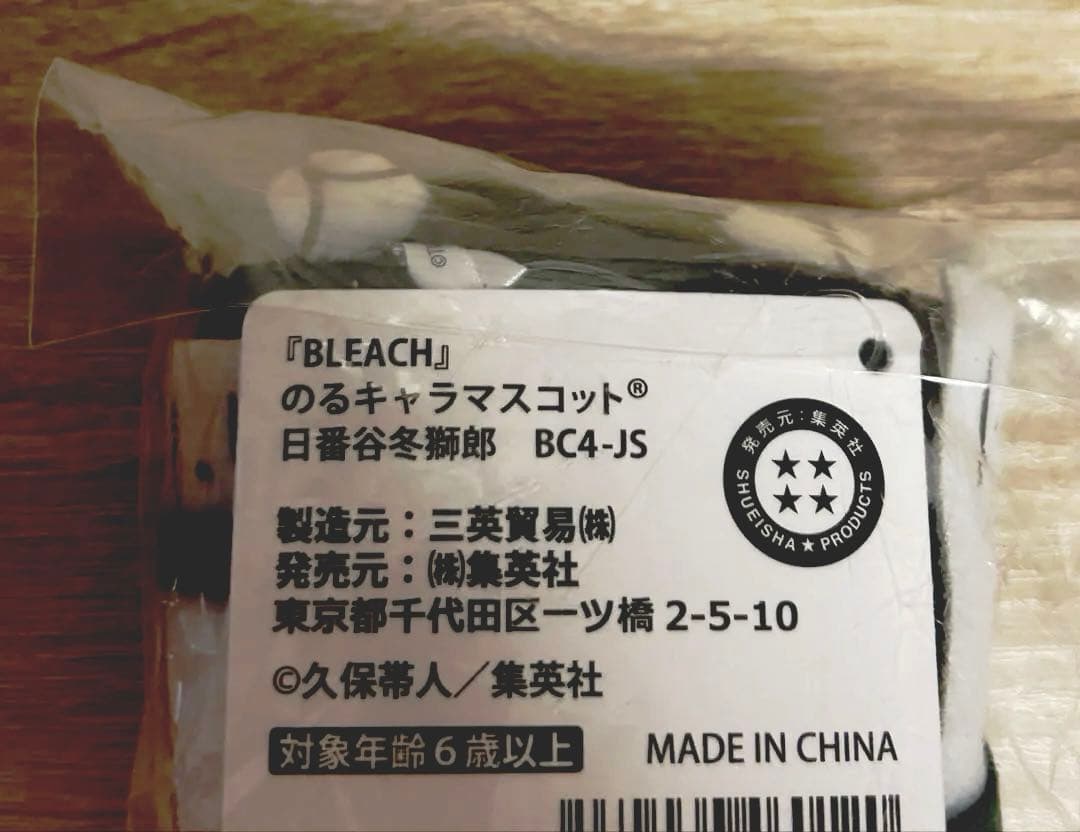 『BLEACH』
のるキャラマスコット®
日番谷冬獅郎　BC4-JS
発売元：集英社
SHUEISHA★PRODUCTS
製造元：三英貿易㈱
発売元：㈱集英社
東京都千代田区一ツ橋 2-5-10
©久保帯人／集英社
対象年齢６歳以上
MADE IN CHINA